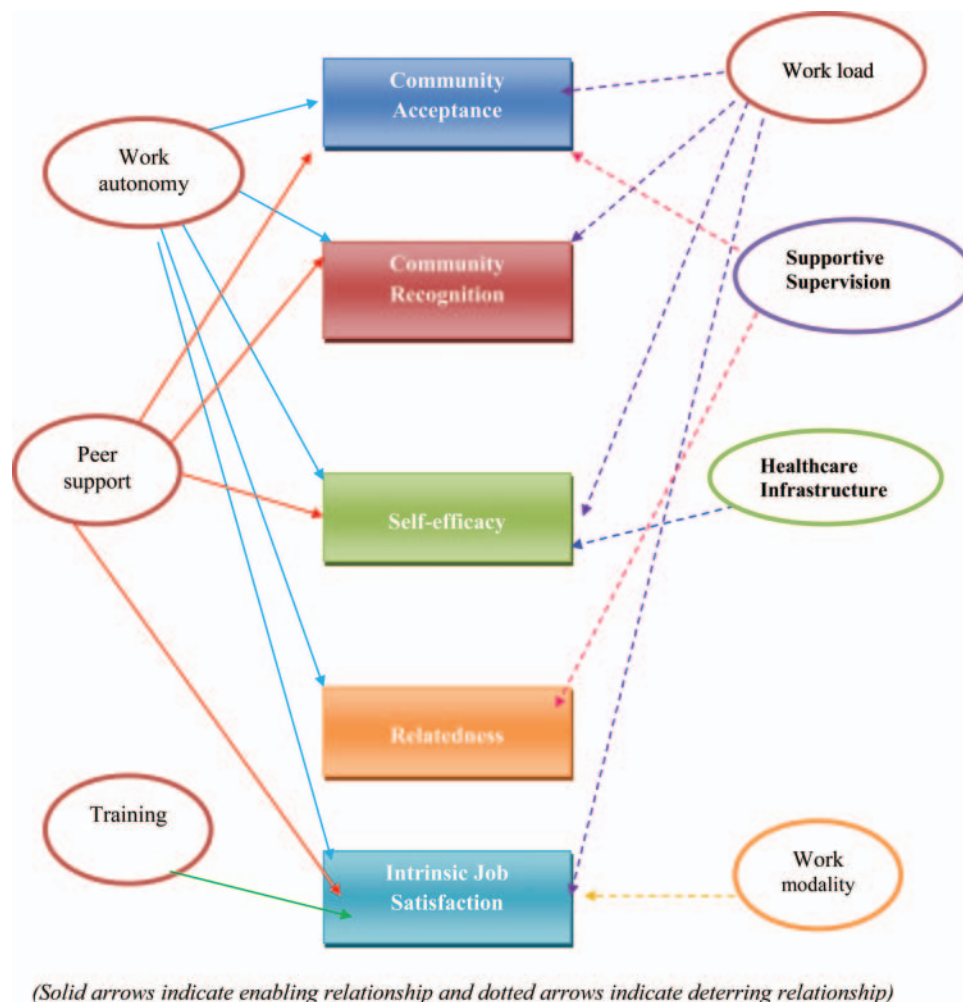 Community
Acceptance
Work load
Work
autonomy
Community
Recognition
Supportive
Supervision
Peer
support
Healthcare
Infrastructure
Self-efficacy
Relatedness
Training
Intrinsic Job
Satisfaction
Work
modality
(Solid arrows indicate enabling relationship and dotted arrows indicate deterring relationship)